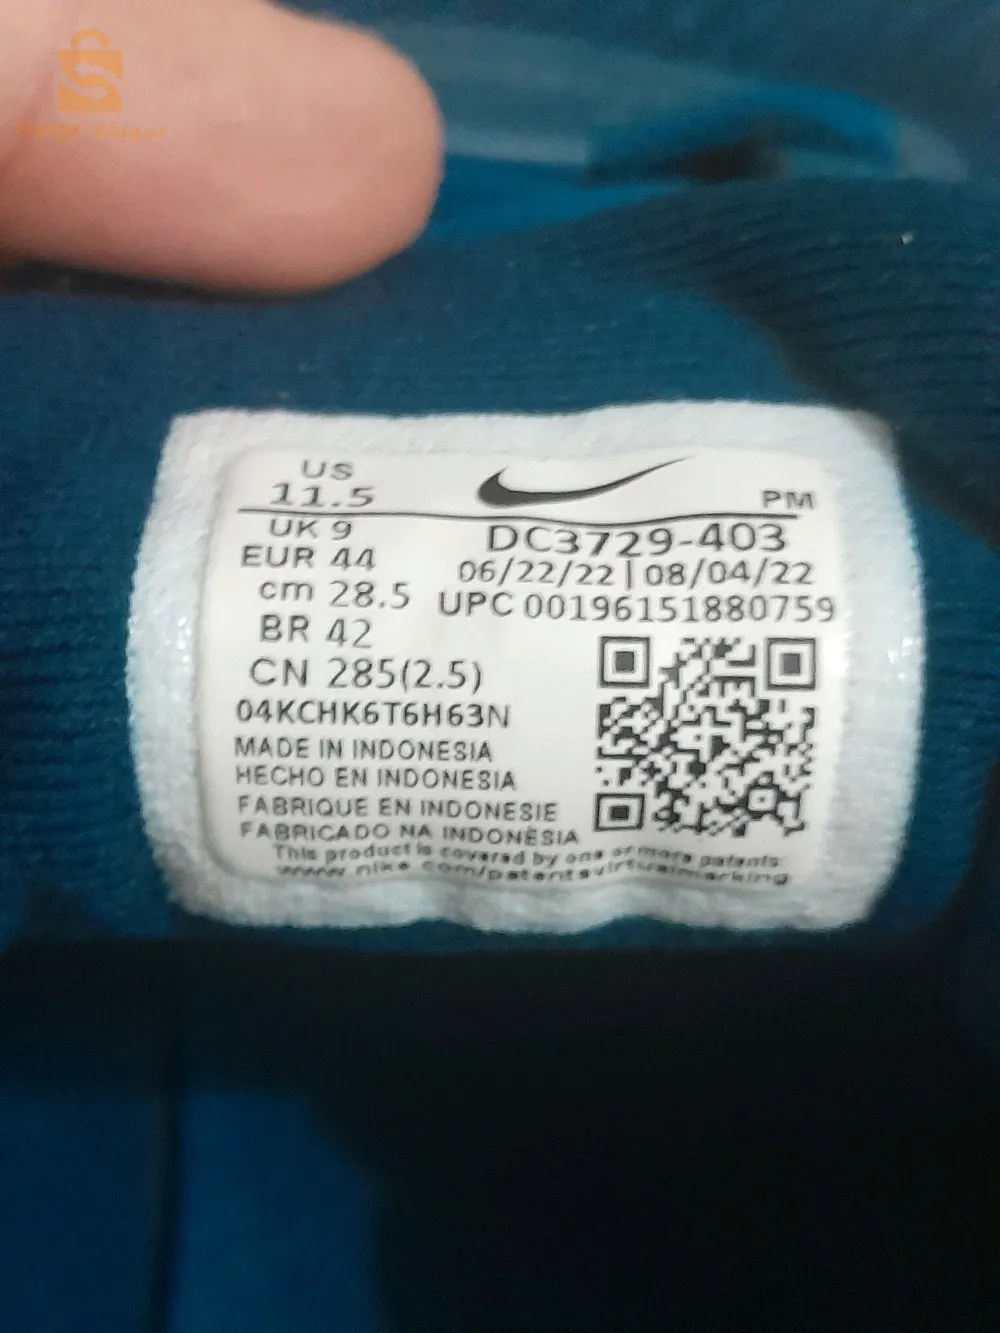 US
11.5
PM
UK 9
DC3729-403
EUR 44
06/22/22 | 08/04/22
cm 28.5
UPC 00196151880759
BR 42
CN 285(2.5)
04KCHK6T6H63N
MADE IN INDONESIA
HECHO EN INDONESIA
FABRIQUE EN INDONESIE
FABRICADO NA INDONÉSIA
This product is covered by one or more patents:
www.nike.com/patentsvirtualmarking